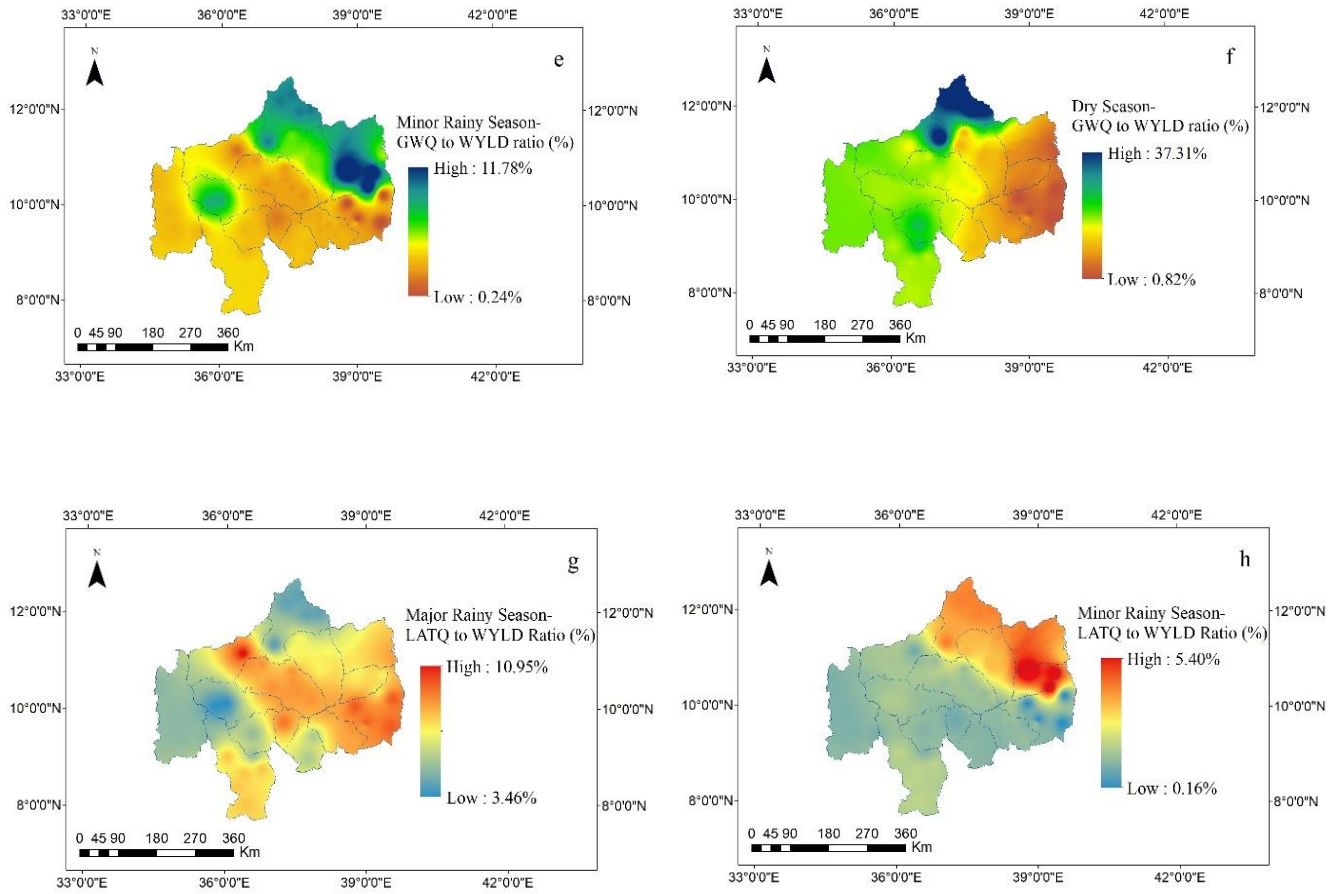 33°0'0"E 36°0'0"E 39°0'0"E 42°0'0"E
N
e
12°0'0"N 12°0'0"N
Minor Rainy Season-
GWQ to WYLD ratio (%)
High : 11.78%
10°0'0"N 10°0'0"N
Low : 0.24%
8°0'0"N 8°0'0"N
0 45 90 180 270 360
Km
33°0'0"E 36°0'0"E 39°0'0"E 42°0'0"E
33°0'0"E 36°0'0"E 39°0'0"E 42°0'0"E
N
f
12°0'0"N 12°0'0"N
Dry Season-
GWQ to WYLD ratio (%)
High : 37.31%
10°0'0"N 10°0'0"N
Low : 0.82%
8°0'0"N 8°0'0"N
0 45 90 180 270 360
Km
33°0'0"E 36°0'0"E 39°0'0"E 42°0'0"E
33°0'0"E 36°0'0"E 39°0'0"E 42°0'0"E
N
g
12°0'0"N 12°0'0"N
Major Rainy Season-
LATQ to WYLD Ratio (%)
High : 10.95%
10°0'0"N 10°0'0"N
Low : 3.46%
8°0'0"N 8°0'0"N
0 45 90 180 270 360
Km
33°0'0"E 36°0'0"E 39°0'0"E 42°0'0"E
33°0'0"E 36°0'0"E 39°0'0"E 42°0'0"E
N
h
12°0'0"N 12°0'0"N
Minor Rainy Season-
LATQ to WYLD Ratio (%)
High : 5.40%
10°0'0"N 10°0'0"N
Low : 0.16%
8°0'0"N 8°0'0"N
0 45 90 180 270 360
Km
33°0'0"E 36°0'0"E 39°0'0"E 42°0'0"E